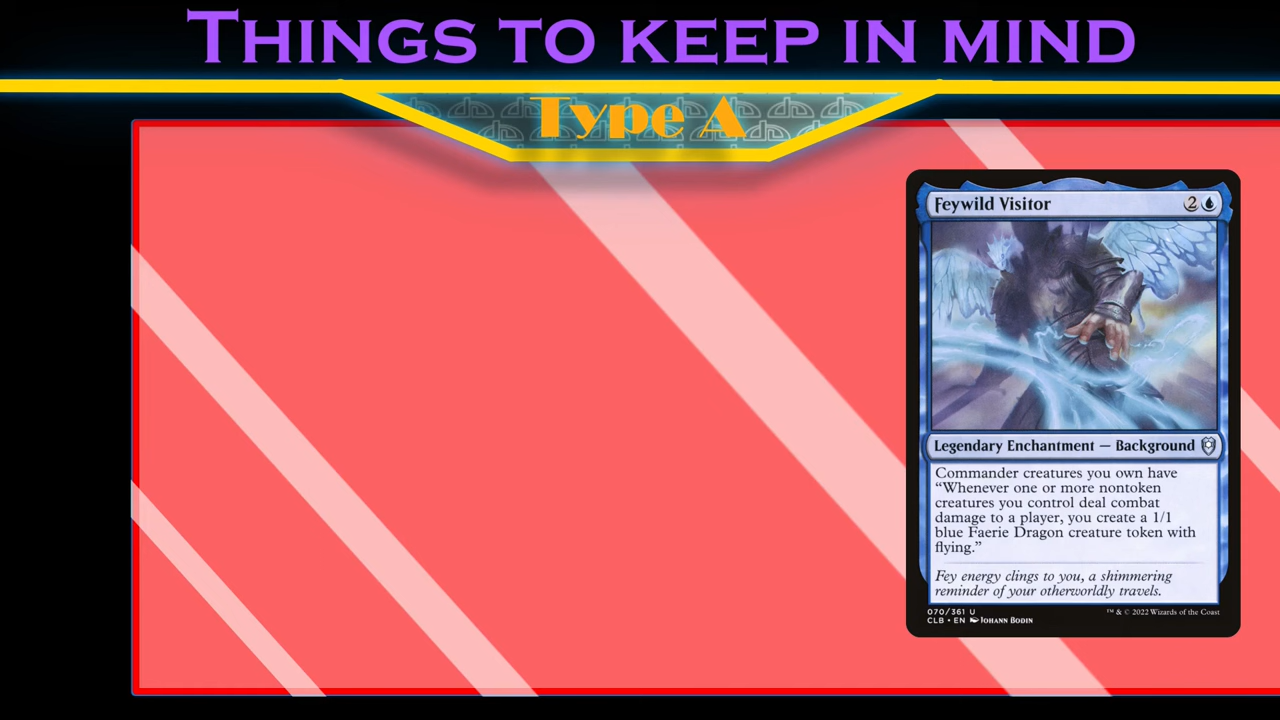 THINGS TO KEEP IN MIND
Type A
Feywild Visitor 2
Legendary Enchantment — Background
Commander creatures you own have
“Whenever one or more nontoken
creatures you control deal combat
damage to a player, you create a 1/1
blue Faerie Dragon creature token with
flying.”
Fey energy clings to you, a shimmering
reminder of your otherworldly travels.
070/361 U ™ & © 2022 Wizards of the Coast
CLB • EN Johann Bodin